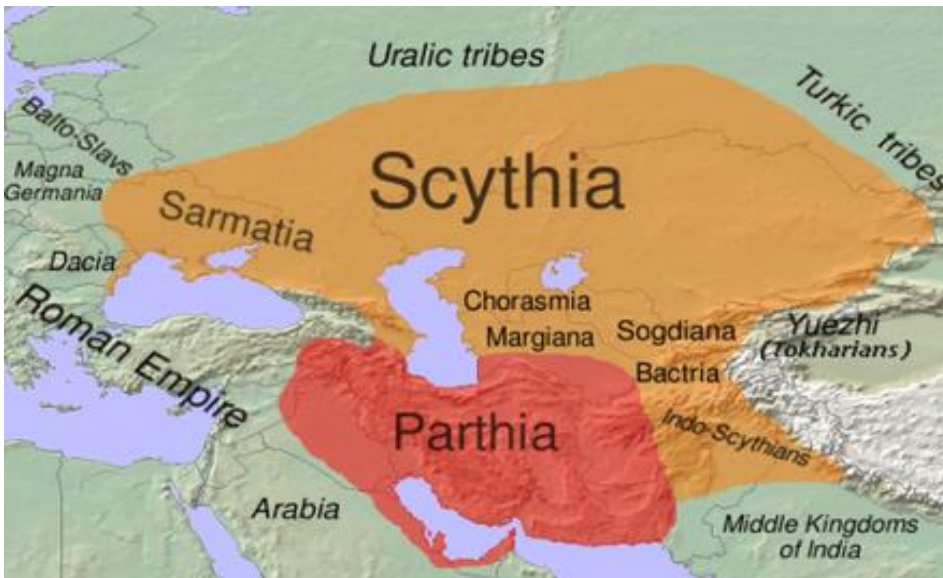 Uralic tribes
Turkic tribes
Balto-Slavs
Magna
Germania
Scythia
Sarmatia
Dacia
Roman Empire
Chorasmia
Margiana
Sogdiana
Bactria
Yuezhi
(Tokharians)
Parthia
Indo-Scythians
Arabia
Middle Kingdoms
of India